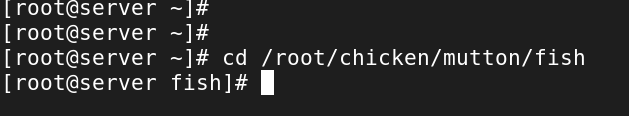 [root@server ~]#
[root@server ~]#
[root@server ~]# cd /root/chicken/mutton/fish
[root@server fish]#